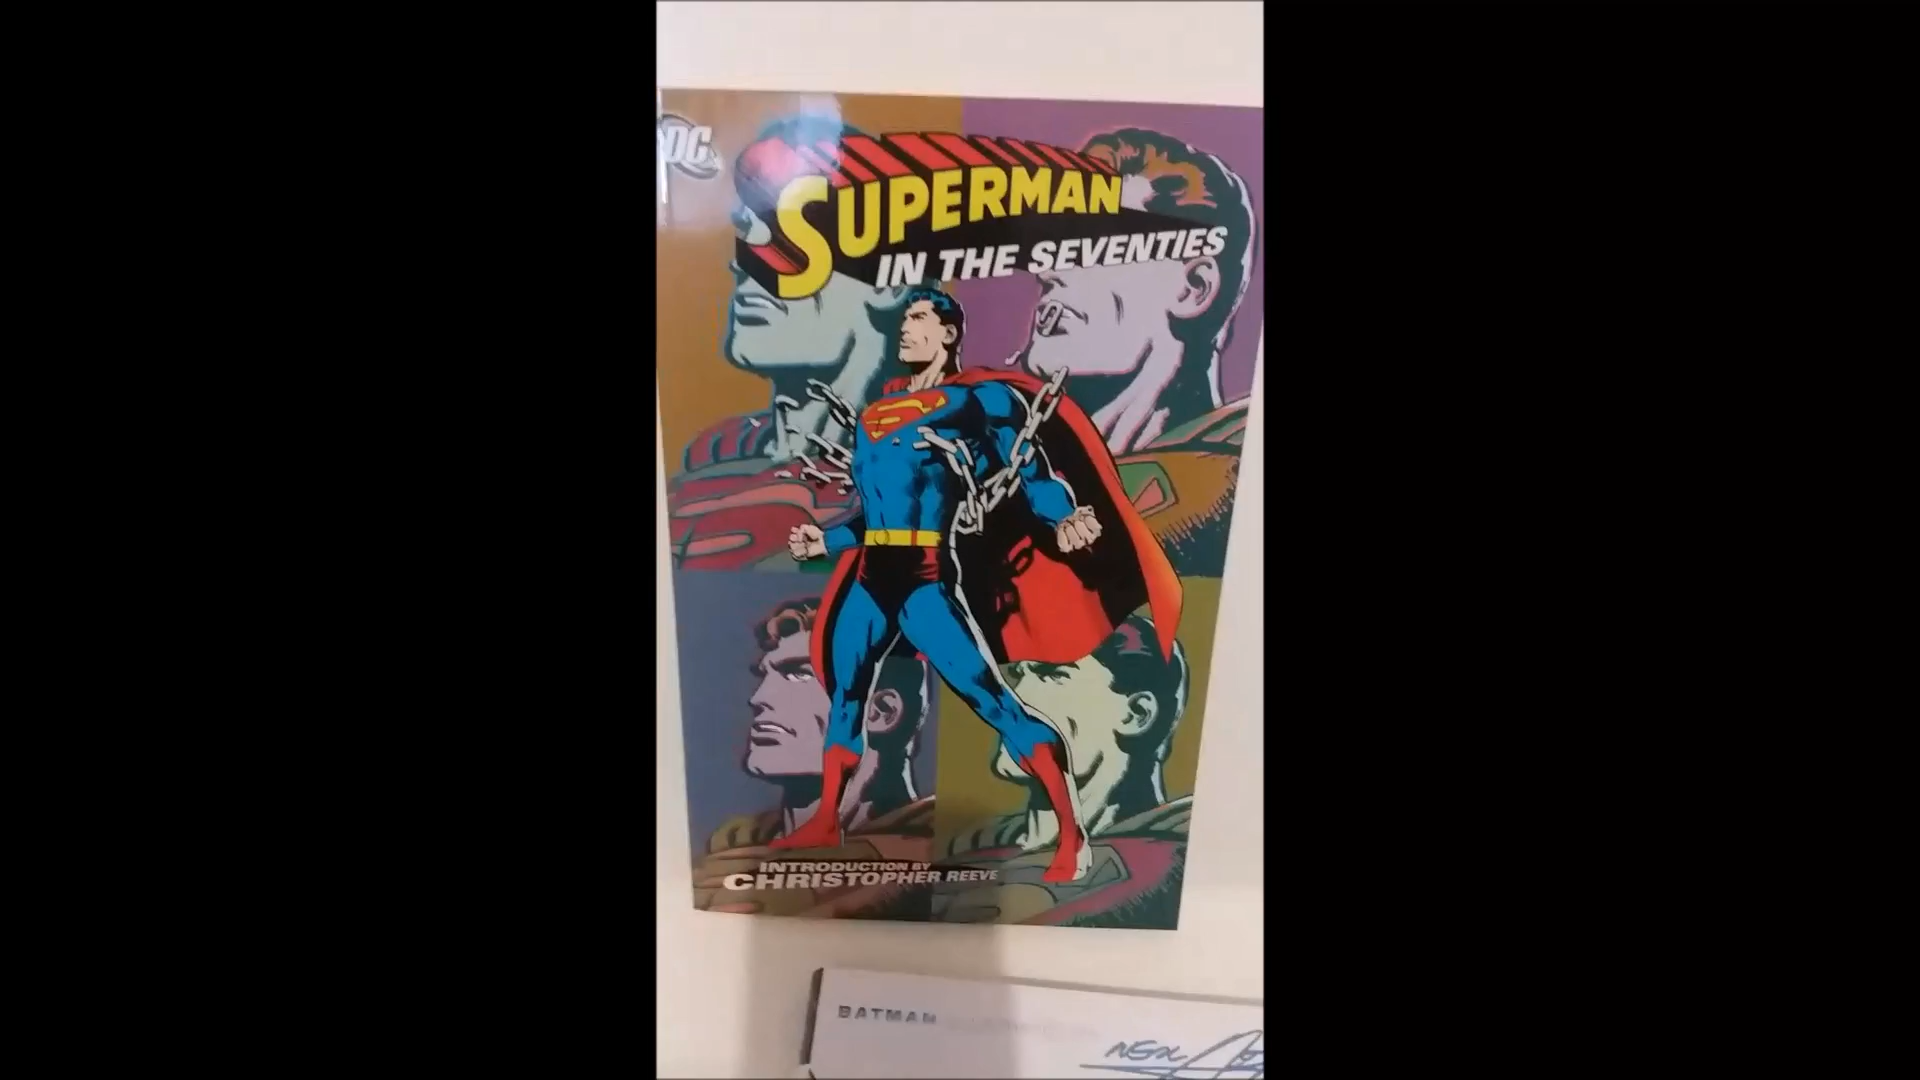 DC
SUPERMAN
IN THE SEVENTIES
INTRODUCTION BY
CHRISTOPHER REEVE
BATMAN